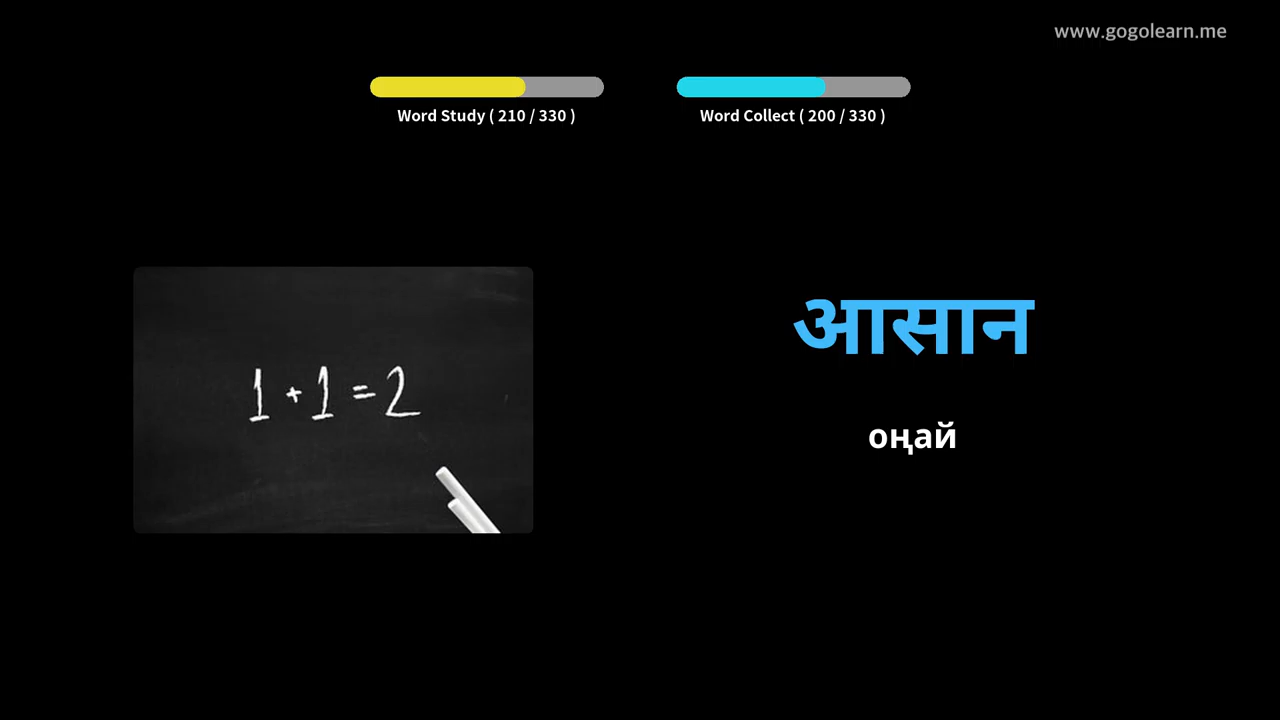 www.gogolearn.me
Word Study ( 210 / 330 )
Word Collect ( 200 / 330 )
1 + 1 = 2
आसान
оңай